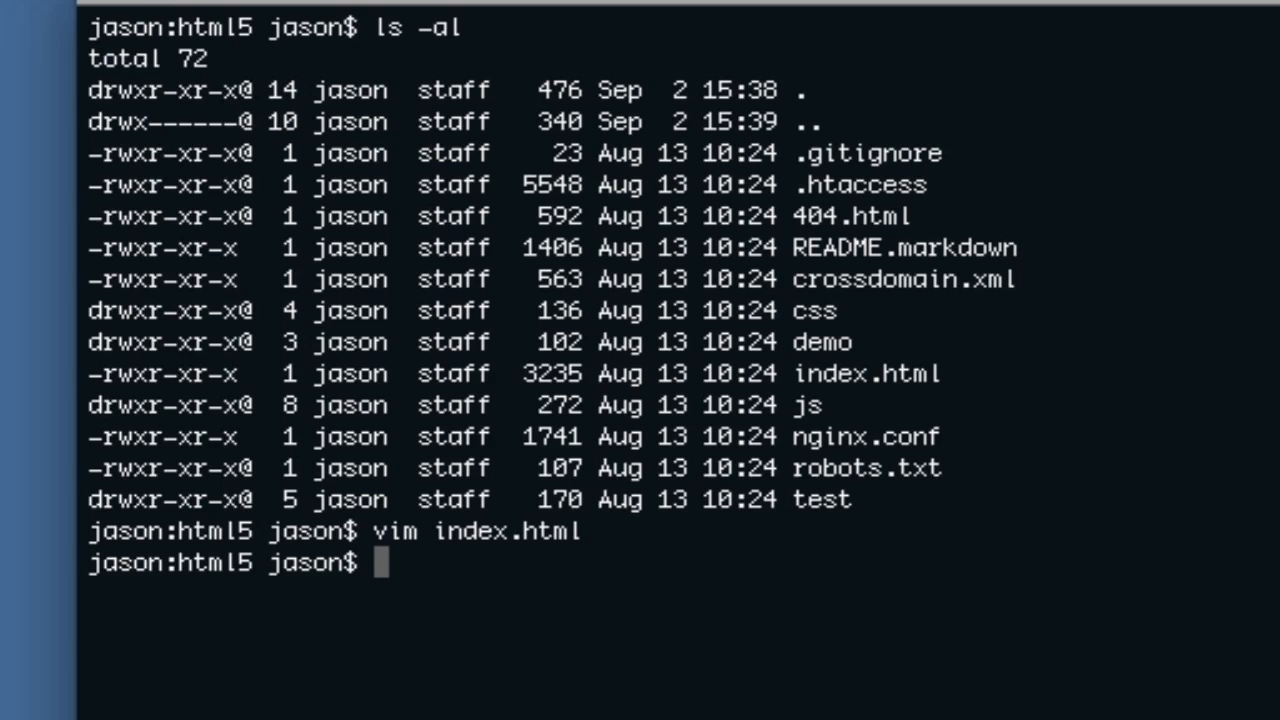 jason:html5 jason$ ls -al
total 72
drwxr-xr-x@ 14 jason  staff   476 Sep  2 15:38 .
drwx------@ 10 jason  staff   340 Sep  2 15:39 ..
-rwxr-xr-x@  1 jason  staff    23 Aug 13 10:24 .gitignore
-rwxr-xr-x@  1 jason  staff  5548 Aug 13 10:24 .htaccess
-rwxr-xr-x@  1 jason  staff   592 Aug 13 10:24 404.html
-rwxr-xr-x   1 jason  staff  1406 Aug 13 10:24 README.markdown
-rwxr-xr-x   1 jason  staff   563 Aug 13 10:24 crossdomain.xml
drwxr-xr-x@  4 jason  staff   136 Aug 13 10:24 css
drwxr-xr-x@  3 jason  staff   102 Aug 13 10:24 demo
-rwxr-xr-x   1 jason  staff  3235 Aug 13 10:24 index.html
drwxr-xr-x@  8 jason  staff   272 Aug 13 10:24 js
-rwxr-xr-x   1 jason  staff  1741 Aug 13 10:24 nginx.conf
-rwxr-xr-x@  1 jason  staff   107 Aug 13 10:24 robots.txt
drwxr-xr-x@  5 jason  staff   170 Aug 13 10:24 test
jason:html5 jason$ vim index.html
jason:html5 jason$